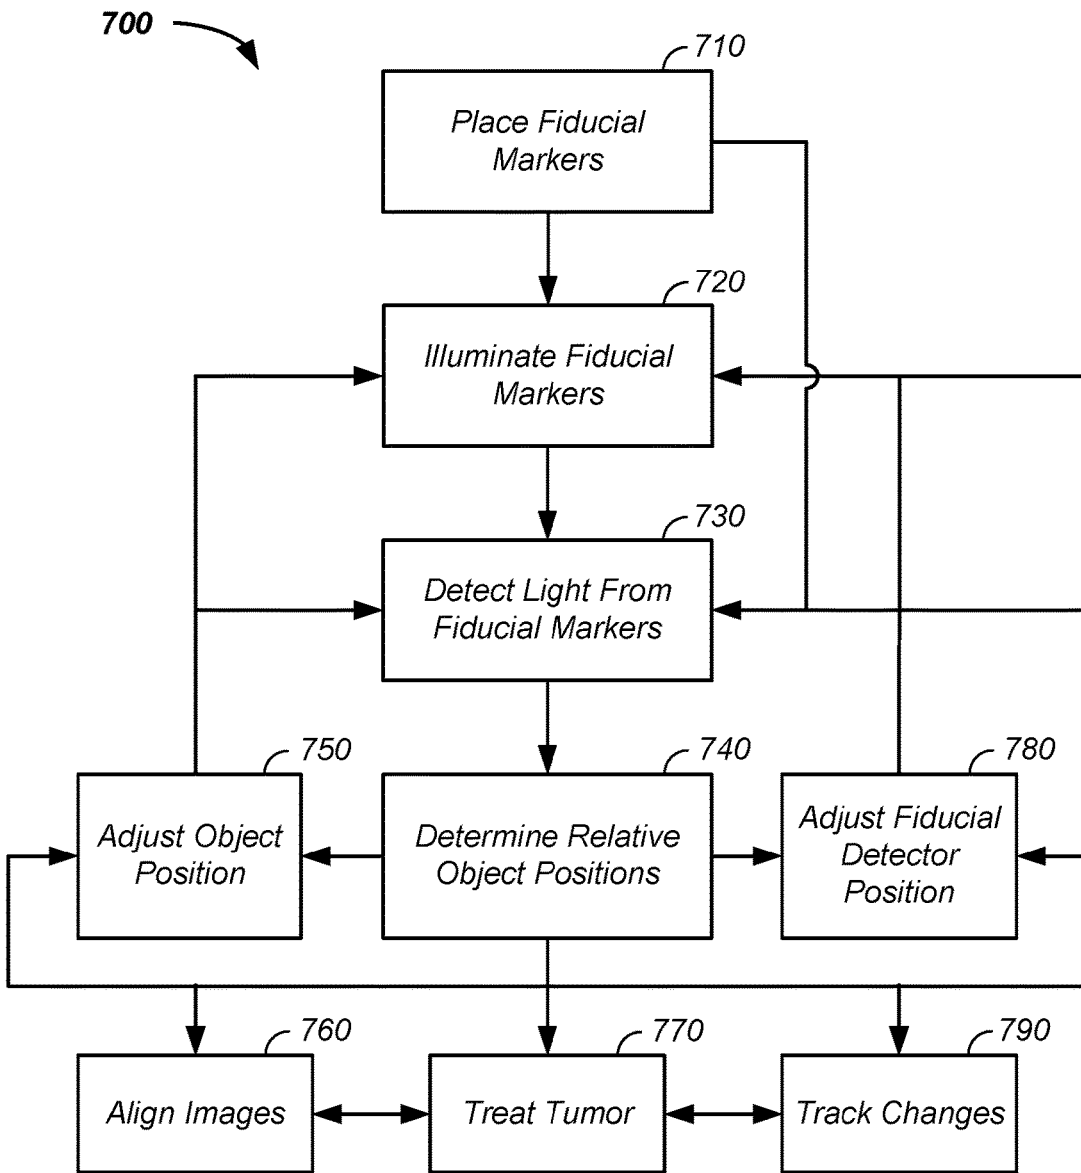 700
710
Place Fiducial
Markers
720
Illuminate Fiducial
Markers
730
Detect Light From
Fiducial Markers
750
Adjust Object
Position
740
Determine Relative
Object Positions
780
Adjust Fiducial
Detector
Position
760
Align Images
770
Treat Tumor
790
Track Changes